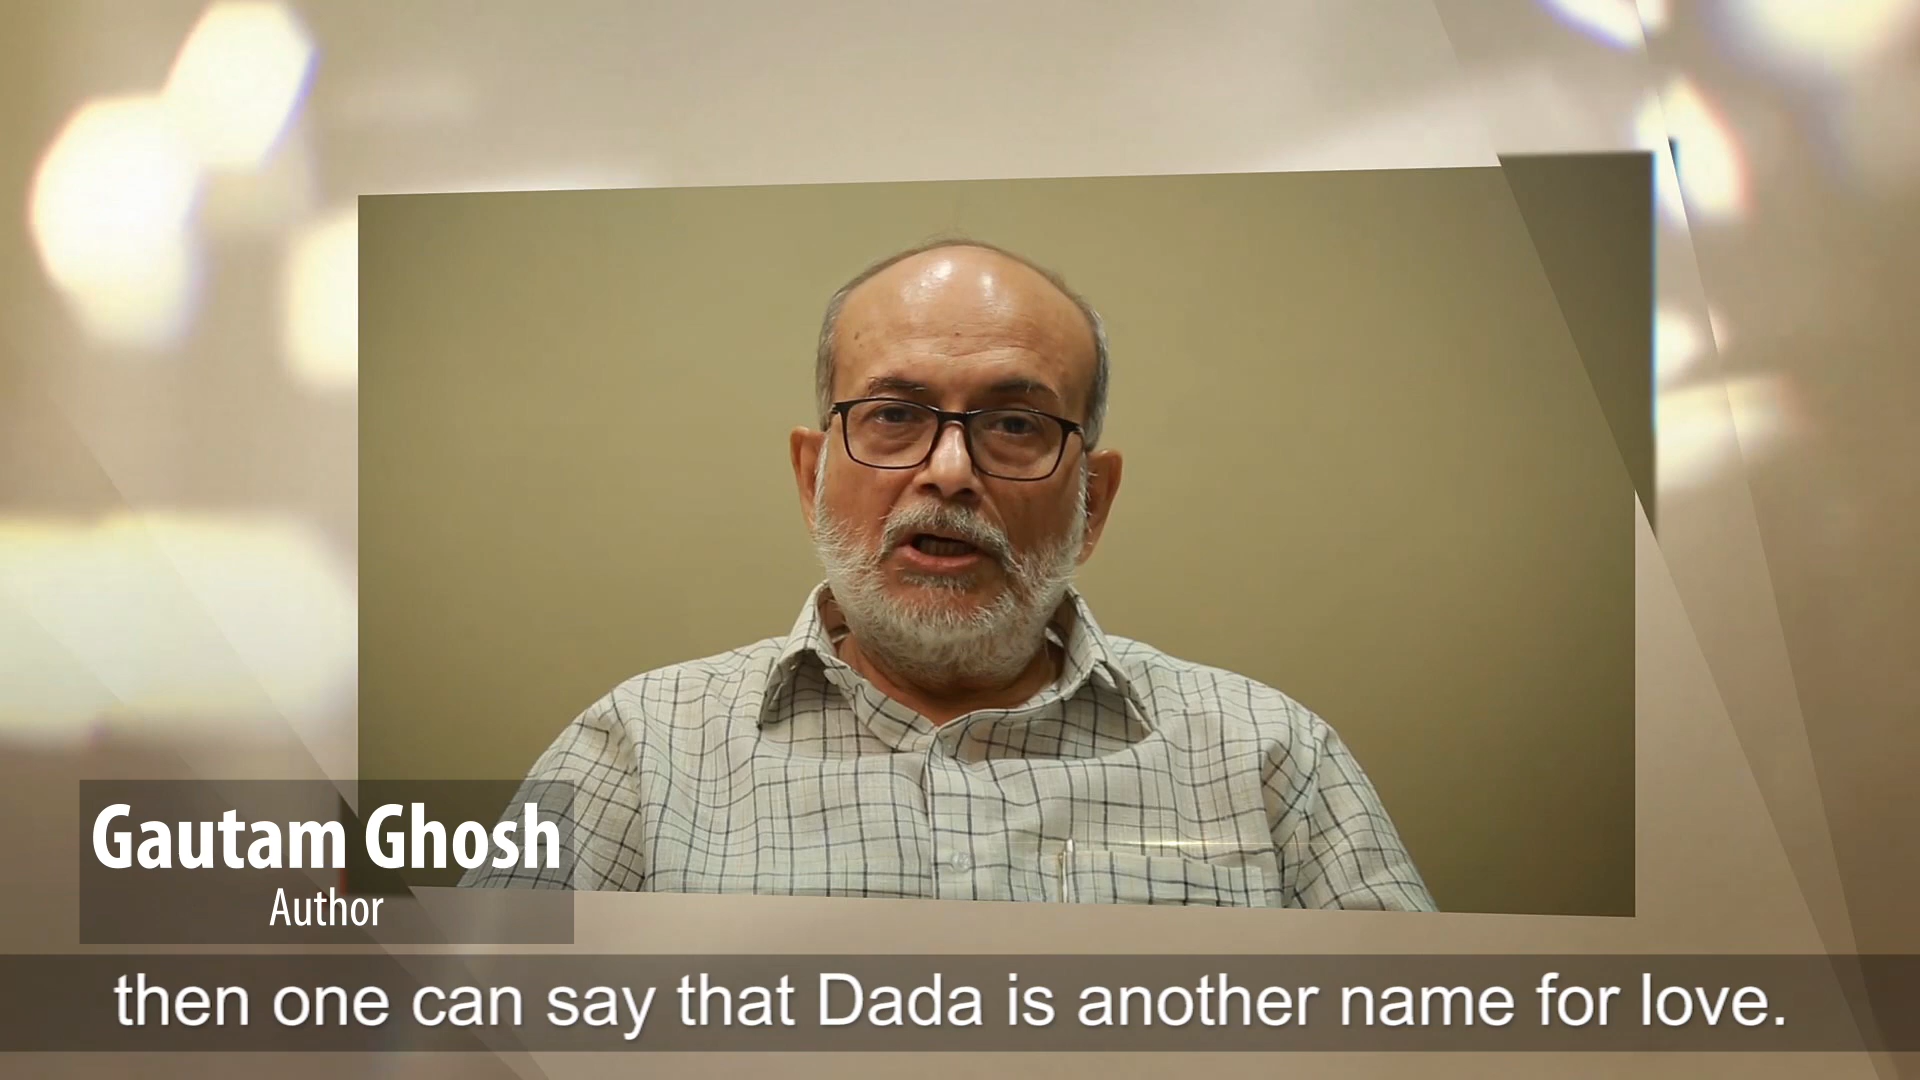 Gautam Ghosh
Author
then one can say that Dada is another name for love.